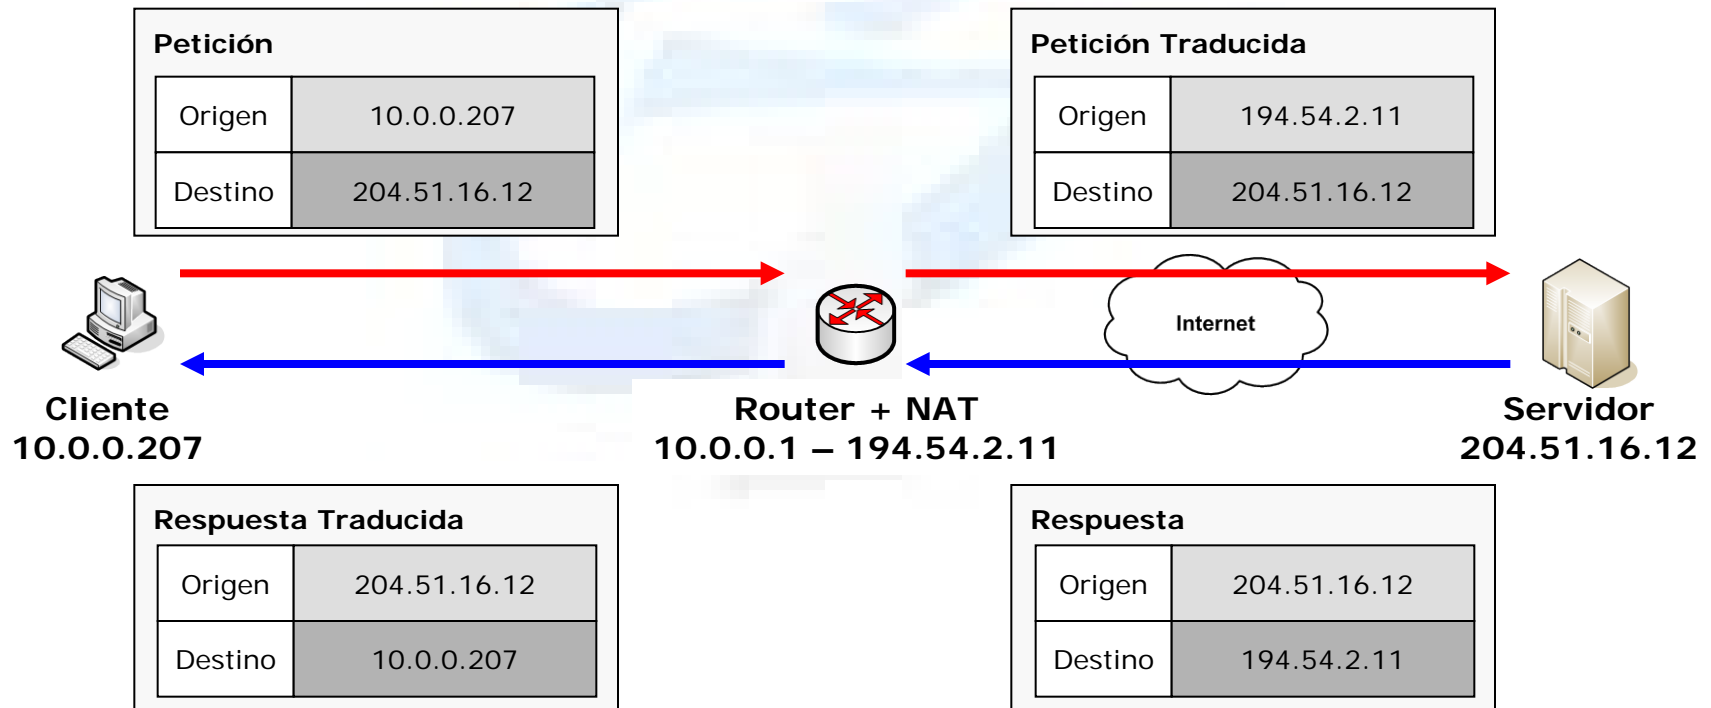 Petición
Origen 10.0.0.207
Destino 204.51.16.12
Petición Traducida
Origen 194.54.2.11
Destino 204.51.16.12
Internet
Cliente
10.0.0.207
Router + NAT
10.0.0.1 – 194.54.2.11
Servidor
204.51.16.12
Respuesta Traducida
Origen 204.51.16.12
Destino 10.0.0.207
Respuesta
Origen 204.51.16.12
Destino 194.54.2.11